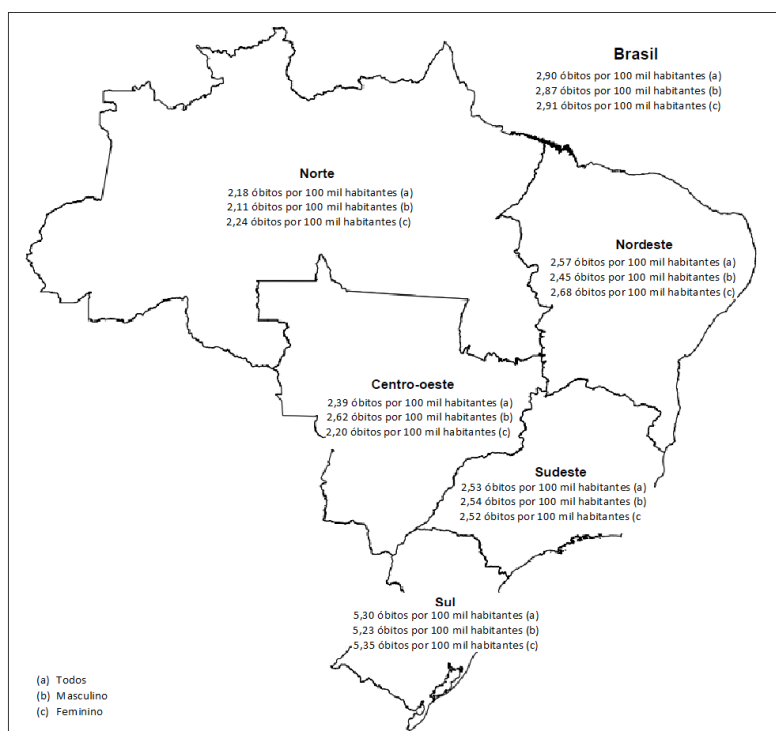 Brasil
2,90 óbitos por 100 mil habitantes (a)
2,87 óbitos por 100 mil habitantes (b)
2,91 óbitos por 100 mil habitantes (c)
Norte
2,18 óbitos por 100 mil habitantes (a)
2,11 óbitos por 100 mil habitantes (b)
2,24 óbitos por 100 mil habitantes (c)
Nordeste
2,57 óbitos por 100 mil habitantes (a)
2,45 óbitos por 100 mil habitantes (b)
2,68 óbitos por 100 mil habitantes (c)
Centro-oeste
2,39 óbitos por 100 mil habitantes (a)
2,62 óbitos por 100 mil habitantes (b)
2,20 óbitos por 100 mil habitantes (c)
Sudeste
2,53 óbitos por 100 mil habitantes (a)
2,54 óbitos por 100 mil habitantes (b)
2,52 óbitos por 100 mil habitantes (c
Sul
5,30 óbitos por 100 mil habitantes (a)
5,23 óbitos por 100 mil habitantes (b)
5,35 óbitos por 100 mil habitantes (c)
(a) Todos
(b) Masculino
(c) Feminino